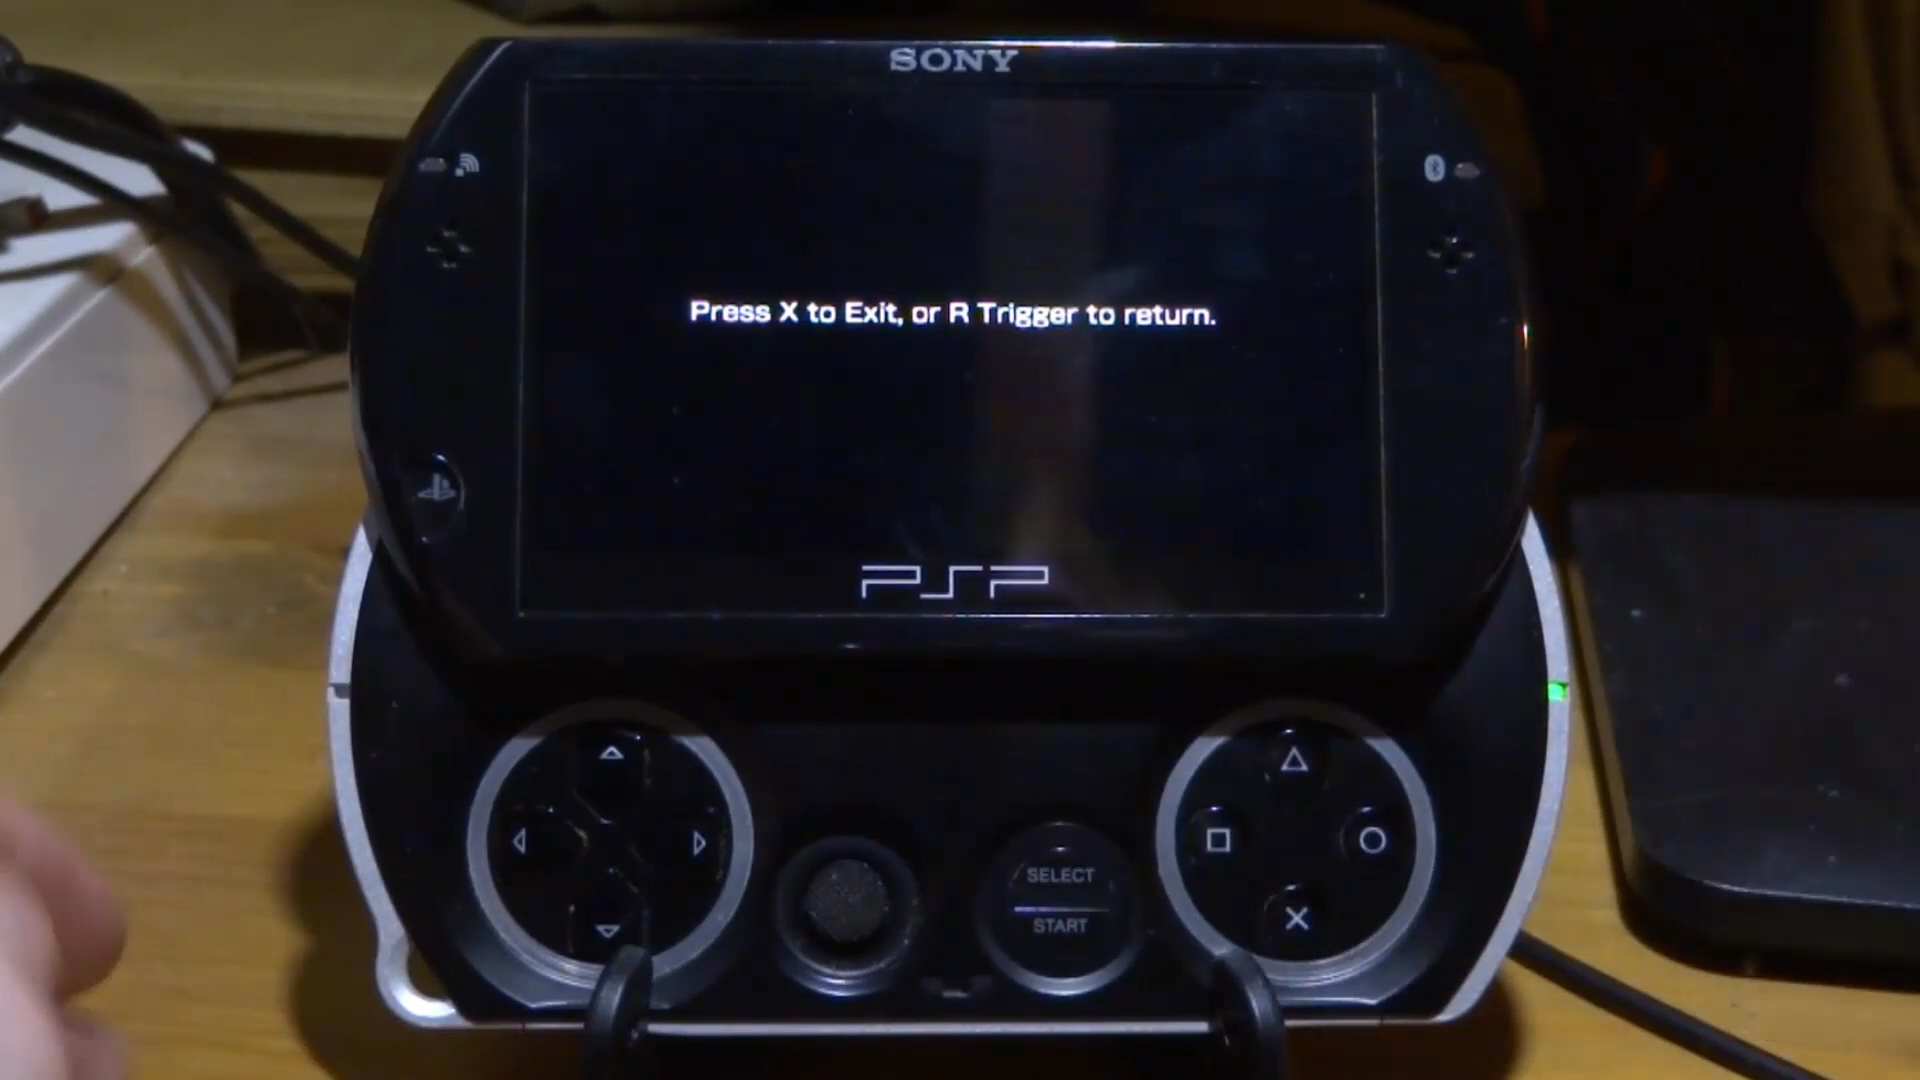 SONY
Press X to Exit, or R Trigger to return.
PSP
SELECT
START